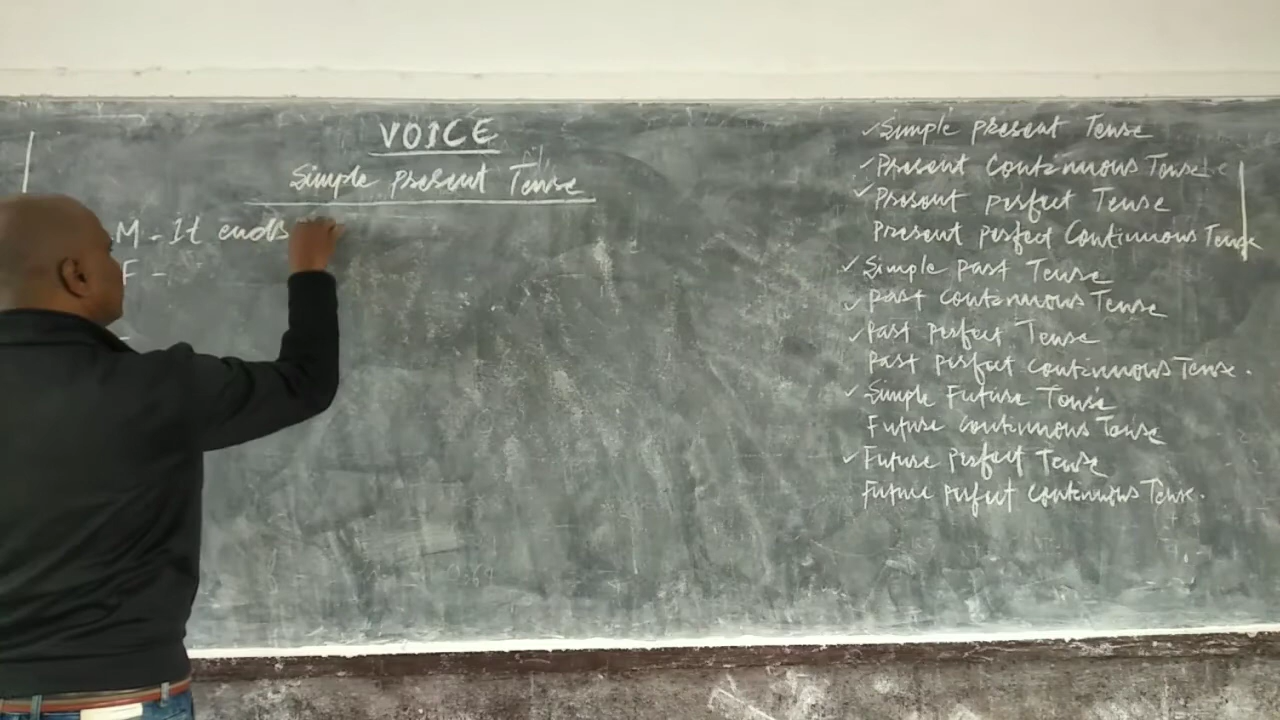 VOICE
Simple Present Tense
M - It ends
F -
Simple Present Tense
Present Continuous Tense
Present perfect Tense
Present perfect Continuous Tense
Simple Past Tense
Past Continuous Tense
Past Perfect Tense
Past perfect Continuous Tense.
Simple Future Tense
Future Continuous Tense
Future Perfect Tense
Future perfect Continuous Tense.